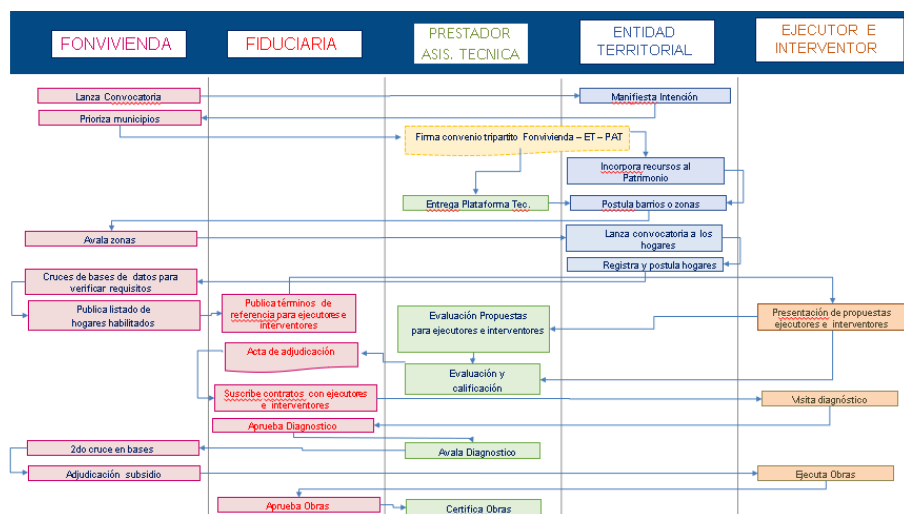 FONVIVIENDA
FIDUCIARIA
PRESTADOR
ASIS. TECNICA
ENTIDAD
TERRITORIAL
EJECUTOR E
INTERVENTOR
Lanza Convocatoria
Manifiesta Intención
Prioriza municipios
Firma convenio tripartito Fonvivienda – ET – PAT
Incorpora recursos al
Patrimonio
Entrega Plataforma Tec.
Postula barrios o zonas
Avala zonas
Lanza convocatoria a los
hogares
Registra y postula hogares
Cruces de bases de datos para
verificar requisitos
Publica listado de
hogares habilitados
Publica términos de
referencia para ejecutores e
interventores
Evaluación Propuestas
para ejecutores e interventores
Presentación de propuestas
ejecutores e interventores
Acta de adjudicación
Evaluación y
calificación
Suscribe contratos con ejecutores
e interventores
Visita diagnóstico
Aprueba Diagnostico
2do cruce en bases
Avala Diagnostico
Adjudicación subsidio
Ejecuta Obras
Aprueba Obras
Certifica Obras